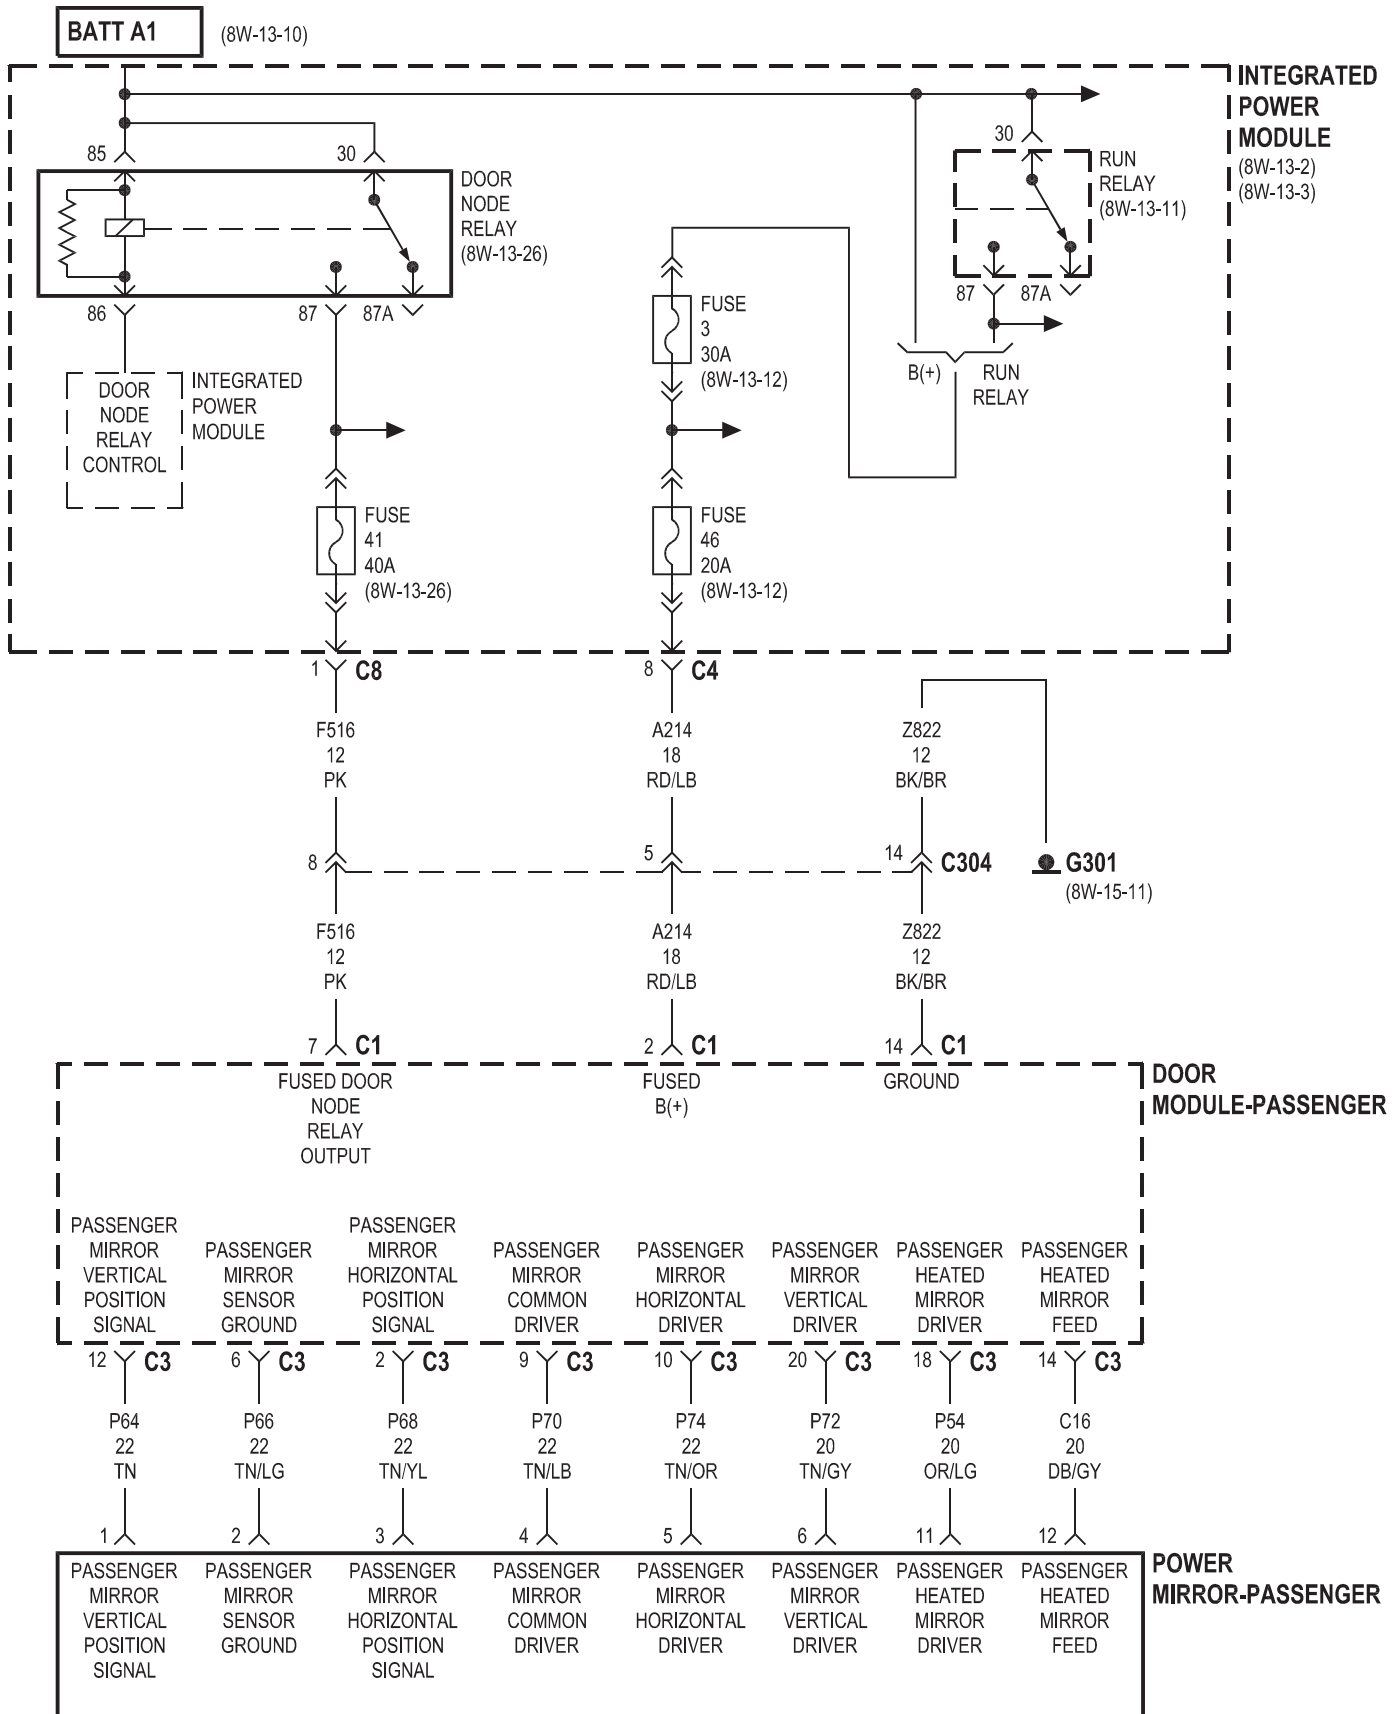 BATT A1
(8W-13-10)
INTEGRATED
POWER
MODULE
(8W-13-2)
(8W-13-3)
85
30
DOOR
NODE
RELAY
(8W-13-26)
30
RUN
RELAY
(8W-13-11)
86
87
87A
87
87A
FUSE
3
30A
(8W-13-12)
B(+)
RUN
RELAY
DOOR
NODE
RELAY
CONTROL
INTEGRATED
POWER
MODULE
FUSE
41
40A
(8W-13-26)
FUSE
46
20A
(8W-13-12)
1 C8
8 C4
F516
12
PK
A214
18
RD/LB
Z822
12
BK/BR
8
5
14 C304
G301
(8W-15-11)
F516
12
PK
A214
18
RD/LB
Z822
12
BK/BR
7 C1
2 C1
14 C1
DOOR
MODULE-PASSENGER
FUSED DOOR
NODE
RELAY
OUTPUT
FUSED
B(+)
GROUND
PASSENGER
MIRROR
VERTICAL
POSITION
SIGNAL
PASSENGER
MIRROR
SENSOR
GROUND
PASSENGER
MIRROR
HORIZONTAL
POSITION
SIGNAL
PASSENGER
MIRROR
COMMON
DRIVER
PASSENGER
MIRROR
HORIZONTAL
DRIVER
PASSENGER
MIRROR
VERTICAL
DRIVER
PASSENGER
HEATED
MIRROR
DRIVER
PASSENGER
HEATED
MIRROR
FEED
12 C3
6 C3
2 C3
9 C3
10 C3
20 C3
18 C3
14 C3
P64
22
TN
P66
22
TN/LG
P68
22
TN/YL
P70
22
TN/LB
P74
22
TN/OR
P72
20
TN/GY
P54
20
OR/LG
C16
20
DB/GY
1
2
3
4
5
6
11
12
POWER
MIRROR-PASSENGER
PASSENGER
MIRROR
VERTICAL
POSITION
SIGNAL
PASSENGER
MIRROR
SENSOR
GROUND
PASSENGER
MIRROR
HORIZONTAL
POSITION
SIGNAL
PASSENGER
MIRROR
COMMON
DRIVER
PASSENGER
MIRROR
HORIZONTAL
DRIVER
PASSENGER
MIRROR
VERTICAL
DRIVER
PASSENGER
HEATED
MIRROR
DRIVER
PASSENGER
HEATED
MIRROR
FEED